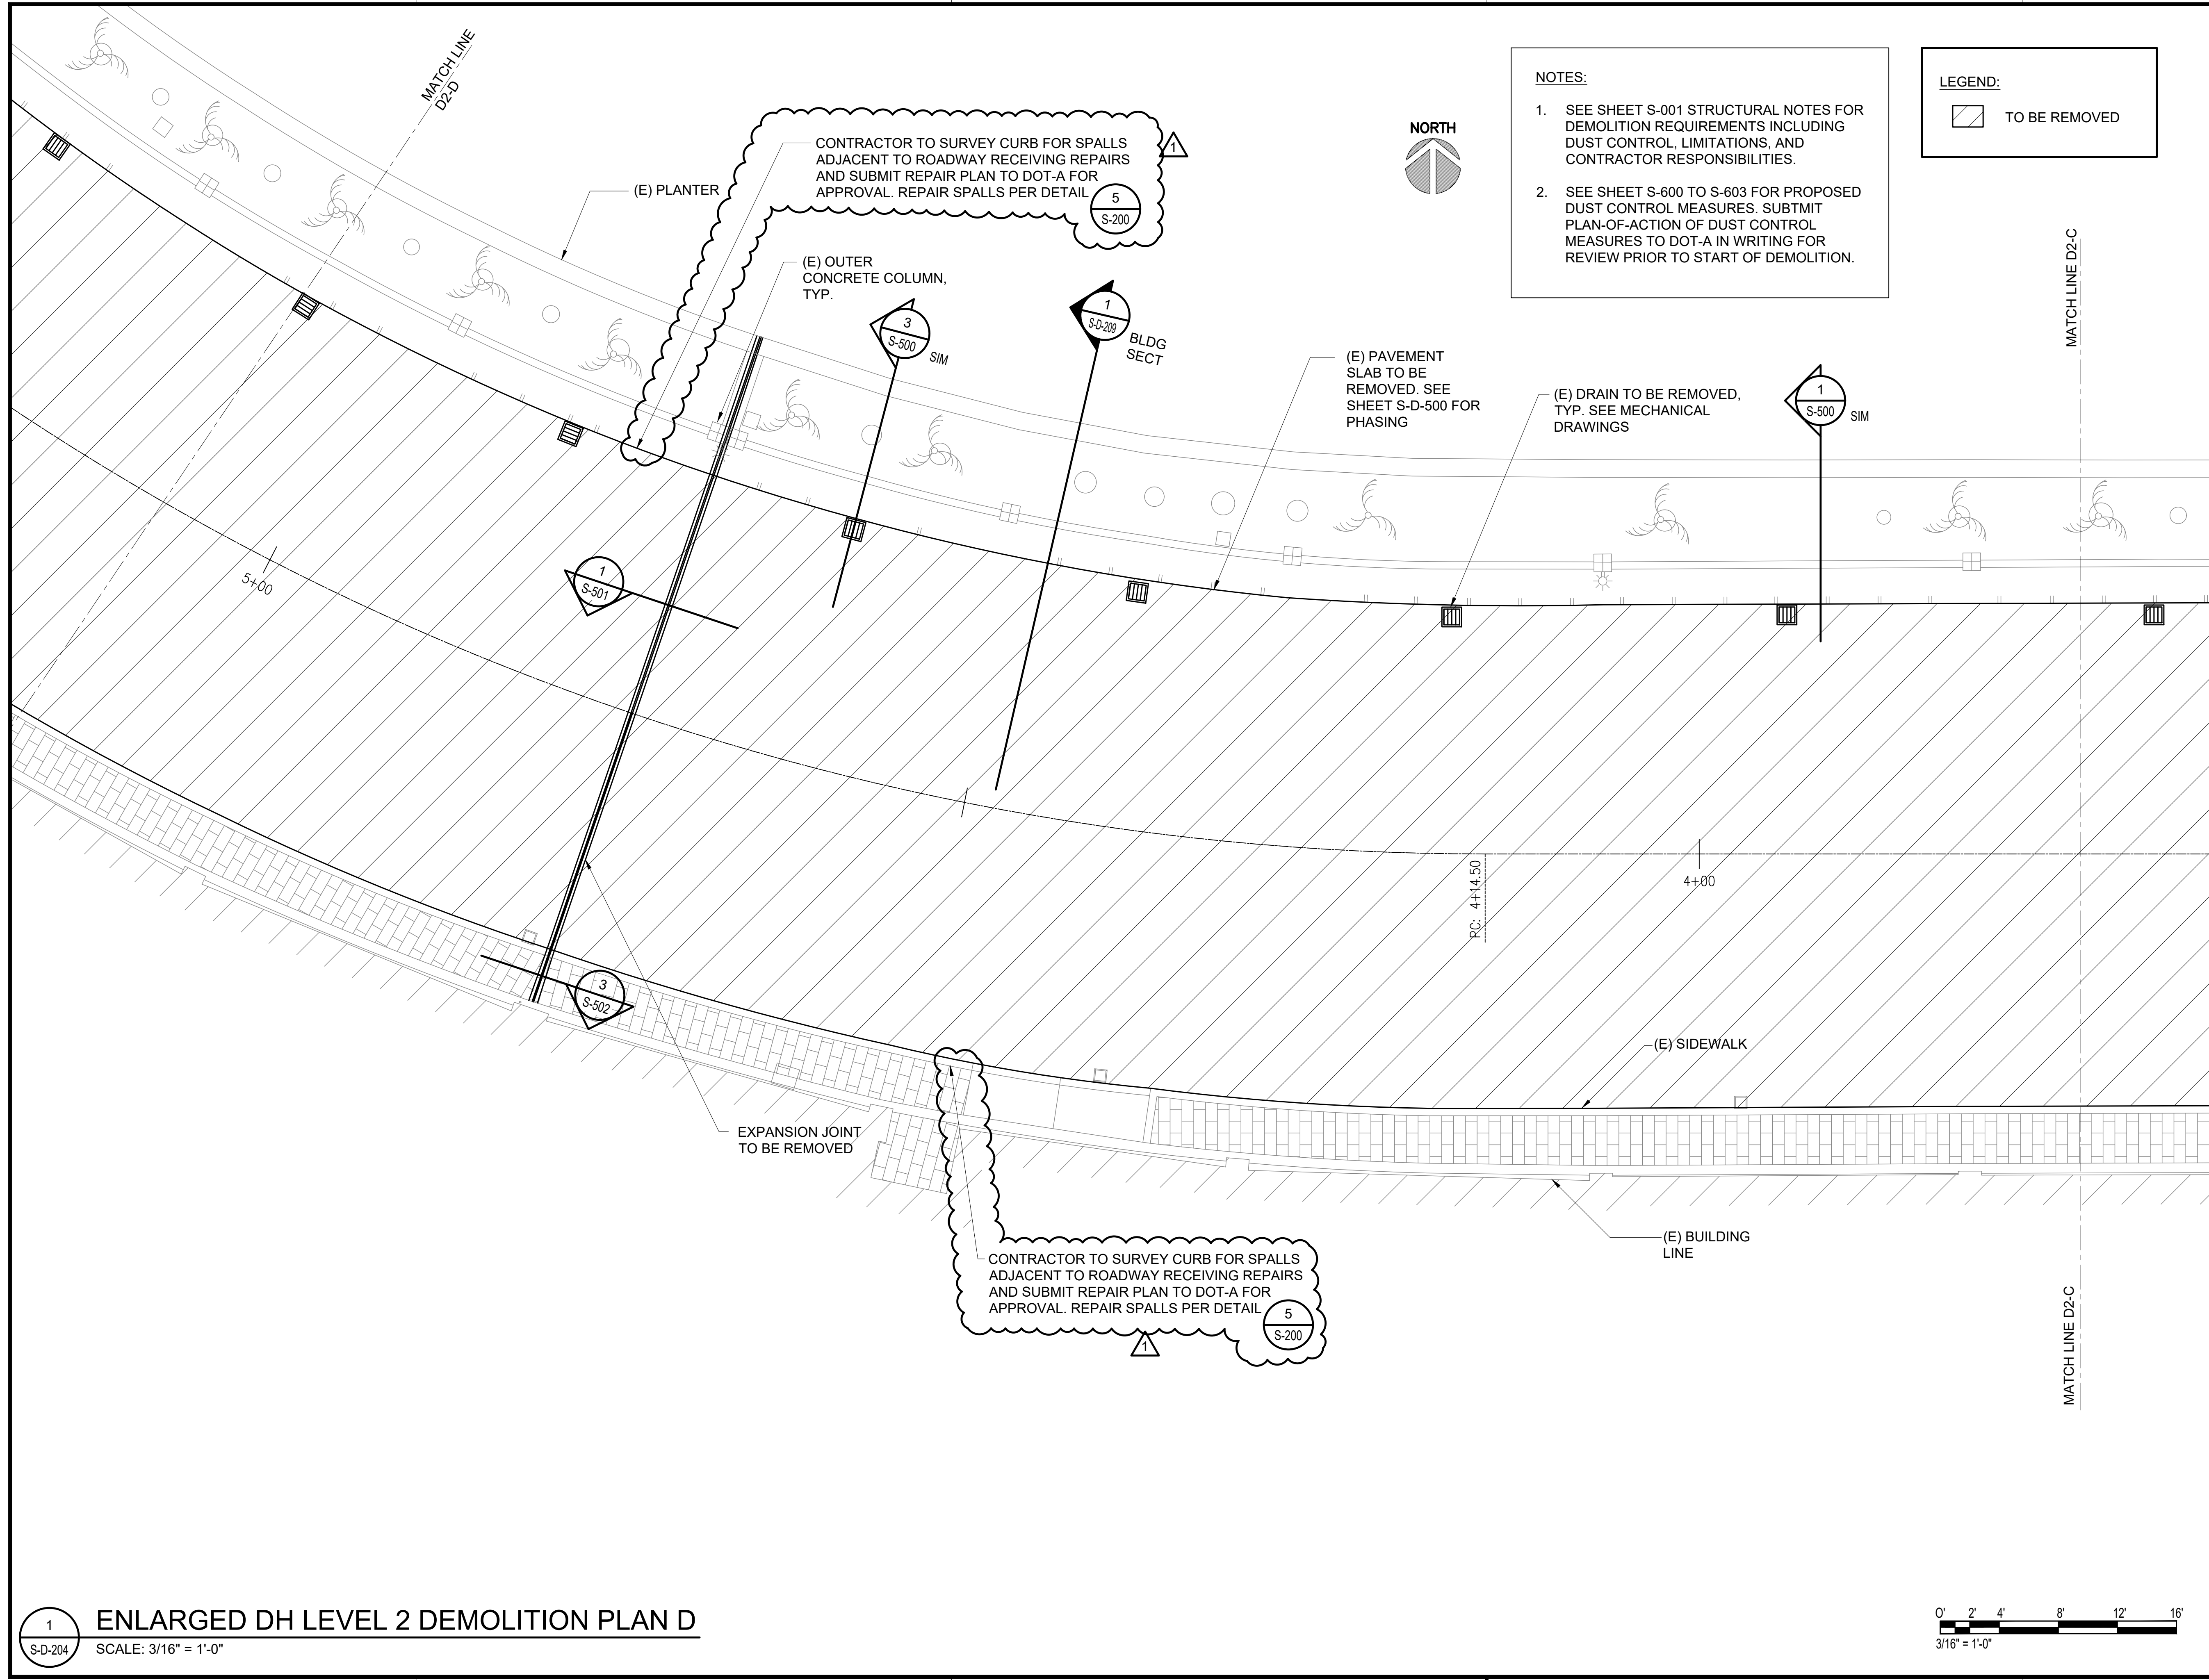 MATCH LINE
D2-D
(E) PLANTER
CONTRACTOR TO SURVEY CURB FOR SPALLS
ADJACENT TO ROADWAY RECEIVING REPAIRS
AND SUBMIT REPAIR PLAN TO DOT-A FOR
APPROVAL. REPAIR SPALLS PER DETAIL
5
S-200
1
(E) OUTER
CONCRETE COLUMN,
TYP.
3
S-500
SIM
1
S-D-209
BLDG
SECT
NORTH
NOTES:
1. SEE SHEET S-001 STRUCTURAL NOTES FOR
DEMOLITION REQUIREMENTS INCLUDING
DUST CONTROL, LIMITATIONS, AND
CONTRACTOR RESPONSIBILITIES.
2. SEE SHEET S-600 TO S-603 FOR PROPOSED
DUST CONTROL MEASURES. SUBTMIT
PLAN-OF-ACTION OF DUST CONTROL
MEASURES TO DOT-A IN WRITING FOR
REVIEW PRIOR TO START OF DEMOLITION.
LEGEND:
TO BE REMOVED
MATCH LINE D2-C
(E) PAVEMENT
SLAB TO BE
REMOVED. SEE
SHEET S-D-500 FOR
PHASING
(E) DRAIN TO BE REMOVED,
TYP. SEE MECHANICAL
DRAWINGS
1
S-500
SIM
5+00
1
S-501
PC: 4+14.50
4+00
3
S-502
(E) SIDEWALK
EXPANSION JOINT
TO BE REMOVED
(E) BUILDING
LINE
CONTRACTOR TO SURVEY CURB FOR SPALLS
ADJACENT TO ROADWAY RECEIVING REPAIRS
AND SUBMIT REPAIR PLAN TO DOT-A FOR
APPROVAL. REPAIR SPALLS PER DETAIL
5
S-200
1
MATCH LINE D2-C
1
S-D-204
ENLARGED DH LEVEL 2 DEMOLITION PLAN D
SCALE: 3/16" = 1'-0"
O' 2' 4' 8' 12' 16'
3/16" = 1'-0"